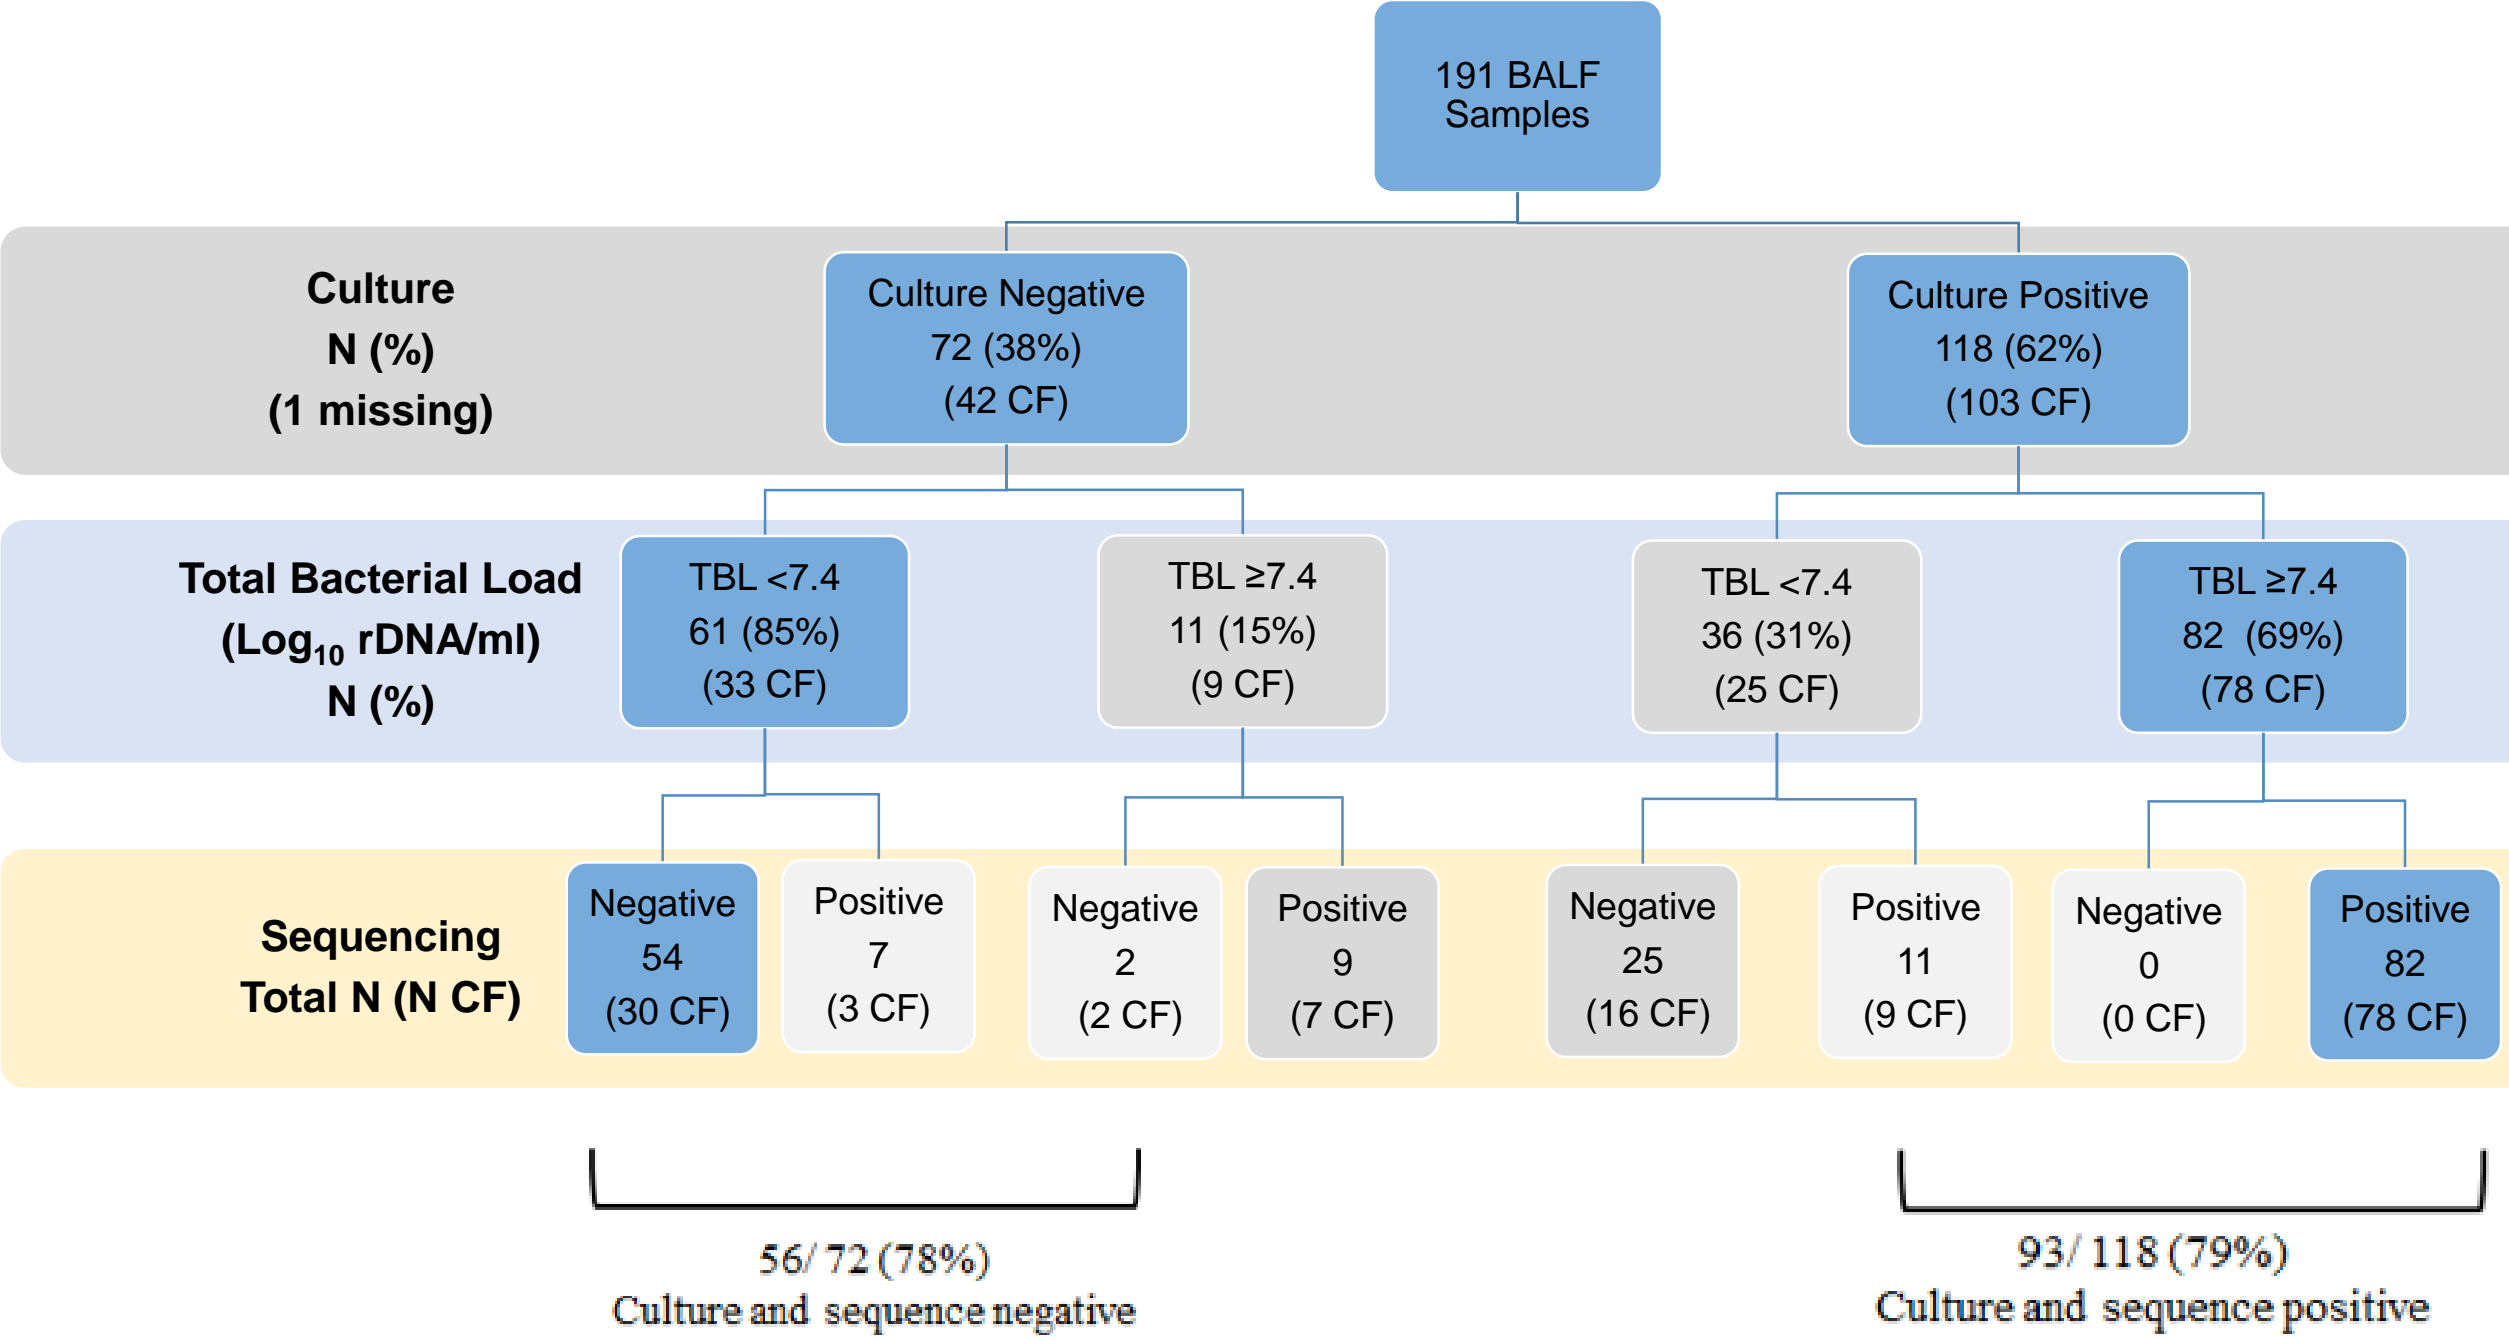 191 BALF
Samples
Culture
N (%)
(1 missing)
Culture Negative
72 (38%)
(42 CF)
Culture Positive
118 (62%)
(103 CF)
Total Bacterial Load
(Log10 rDNA/ml)
N (%)
TBL <7.4
61 (85%)
(33 CF)
TBL ≥7.4
11 (15%)
(9 CF)
TBL <7.4
36 (31%)
(25 CF)
TBL ≥7.4
82 (69%)
(78 CF)
Sequencing
Total N (N CF)
Negative
54
(30 CF)
Positive
7
(3 CF)
Negative
2
(2 CF)
Positive
9
(7 CF)
Negative
25
(16 CF)
Positive
11
(9 CF)
Negative
0
(0 CF)
Positive
82
(78 CF)
56/ 72 (78%)
Culture and sequence negative
93/ 118 (79%)
Culture and sequence positive